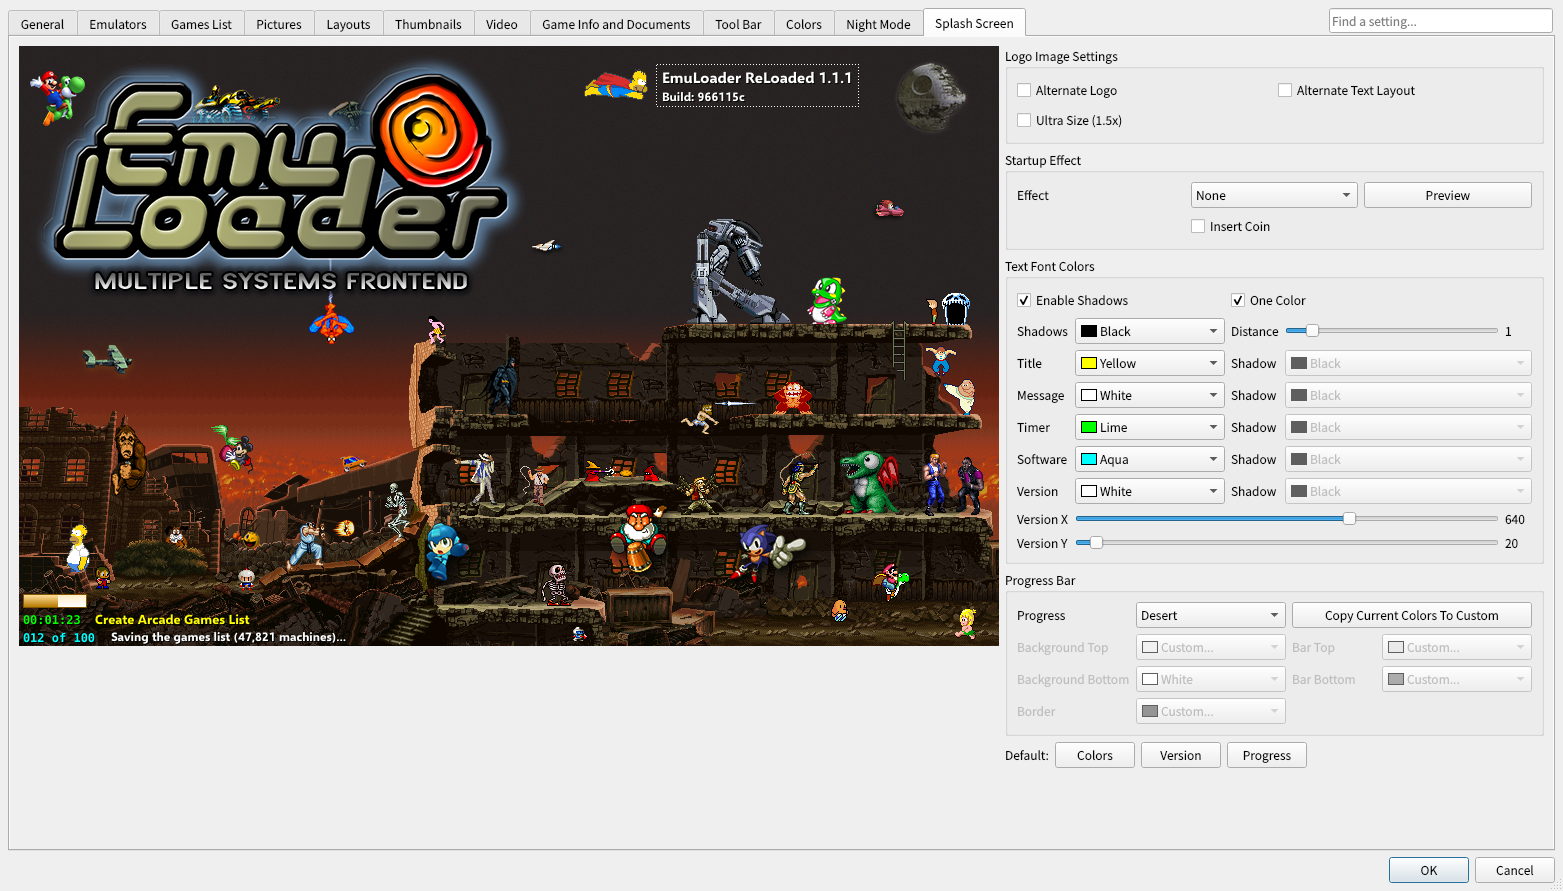 General Emulators Games List Pictures Layouts Thumbnails Video Game Info and Documents Tool Bar Colors Night Mode Splash Screen Find a setting...
Emu
Loader
MULTIPLE SYSTEMS FRONTEND
EmuLoader ReLoaded 1.1.1
Build: 966115c
00:01:23 Create Arcade Games List
012 of 100 Saving the games list (47,821 machines)...
Logo Image Settings
Alternate Logo Alternate Text Layout
Ultra Size (1.5x)
Startup Effect
Effect None Preview
Insert Coin
Text Font Colors
Enable Shadows One Color
Shadows Black Distance 1
Title Yellow Shadow Black
Message White Shadow Black
Timer Lime Shadow Black
Software Aqua Shadow Black
Version White Shadow Black
Version X 640
Version Y 20
Progress Bar
Progress Desert Copy Current Colors To Custom
Background Top Custom... Bar Top Custom...
Background Bottom White Bar Bottom Custom...
Border Custom...
Default: Colors Version Progress
OK Cancel